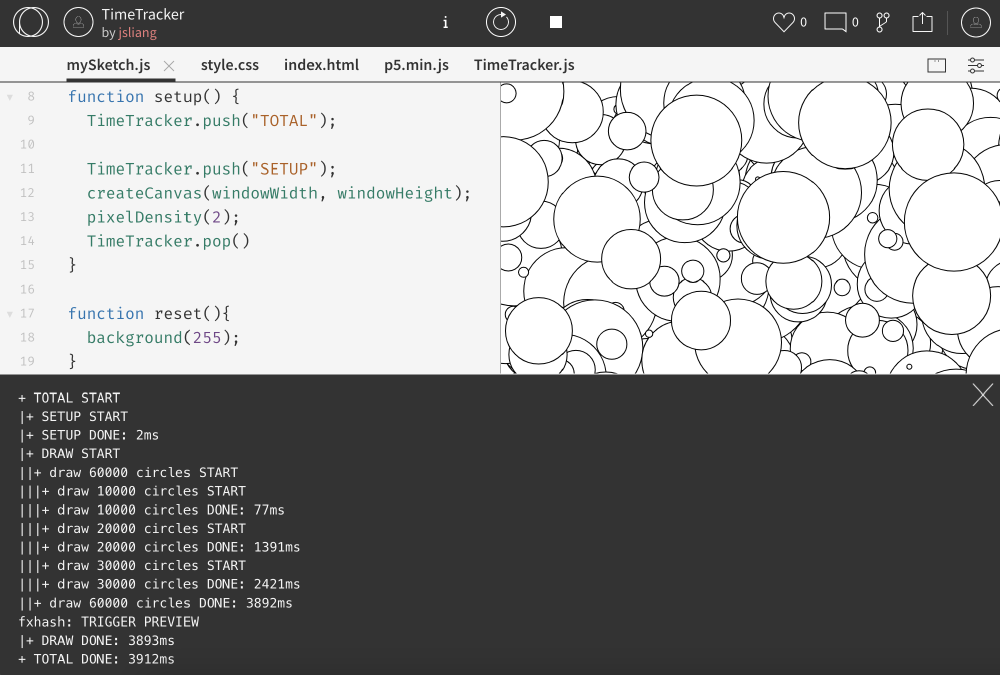 TimeTracker
by jsliang
i
0
0
mySketch.js
style.css
index.html
p5.min.js
TimeTracker.js
8 function setup() {
9 TimeTracker.push("TOTAL");
10
11 TimeTracker.push("SETUP");
12 createCanvas(windowWidth, windowHeight);
13 pixelDensity(2);
14 TimeTracker.pop()
15 }
16
17 function reset(){
18 background(255);
19 }
+ TOTAL START
|+ SETUP START
|+ SETUP DONE: 2ms
|+ DRAW START
||+ draw 60000 circles START
|||+ draw 10000 circles START
|||+ draw 10000 circles DONE: 77ms
|||+ draw 20000 circles START
|||+ draw 20000 circles DONE: 1391ms
|||+ draw 30000 circles START
|||+ draw 30000 circles DONE: 2421ms
||+ draw 60000 circles DONE: 3892ms
fxhash: TRIGGER PREVIEW
|+ DRAW DONE: 3893ms
+ TOTAL DONE: 3912ms